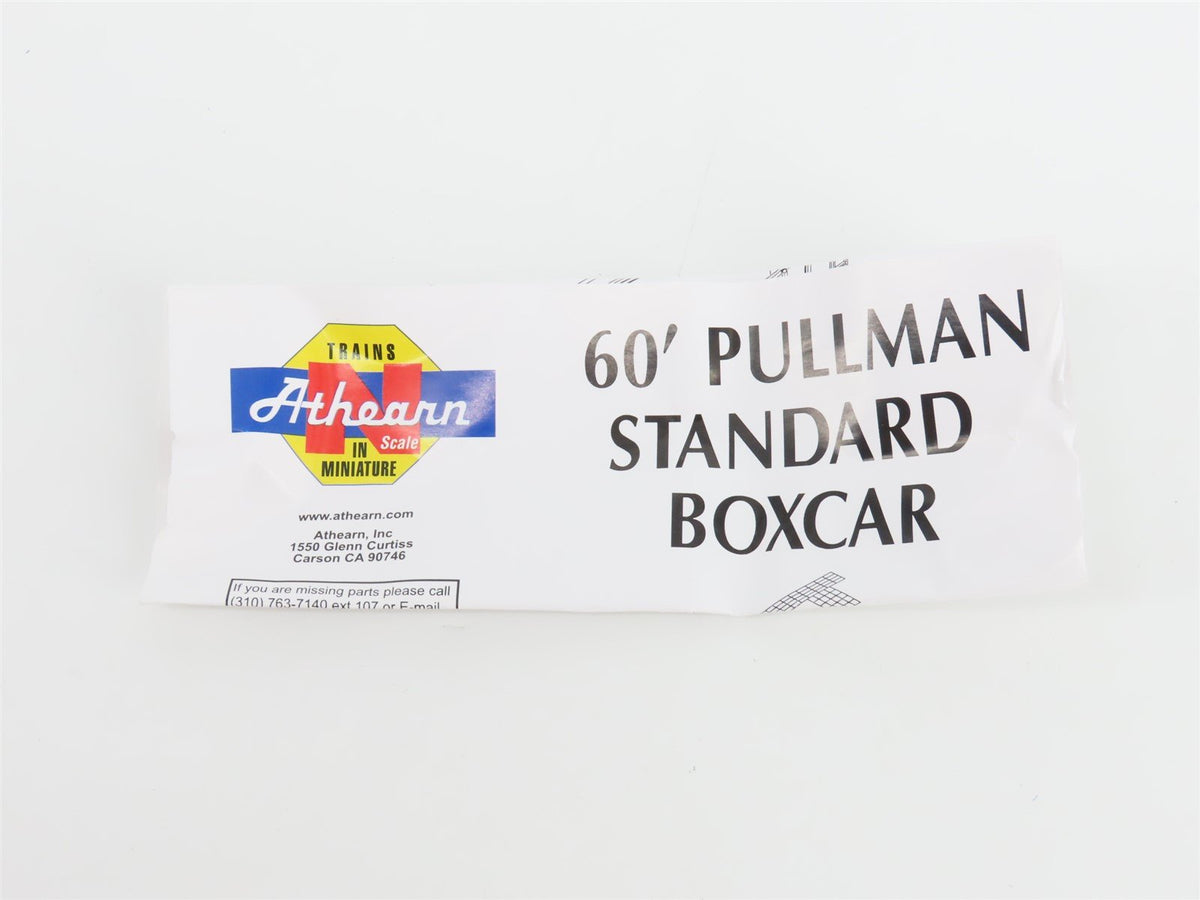 TRAINS
Athearn
N
Scale
IN
MINIATURE
www.athearn.com
Athearn, Inc
1550 Glenn Curtiss
Carson CA 90746
If you are missing parts please call
(310) 763-7140 ext 107 or E-mail
60' PULLMAN
STANDARD
BOXCAR